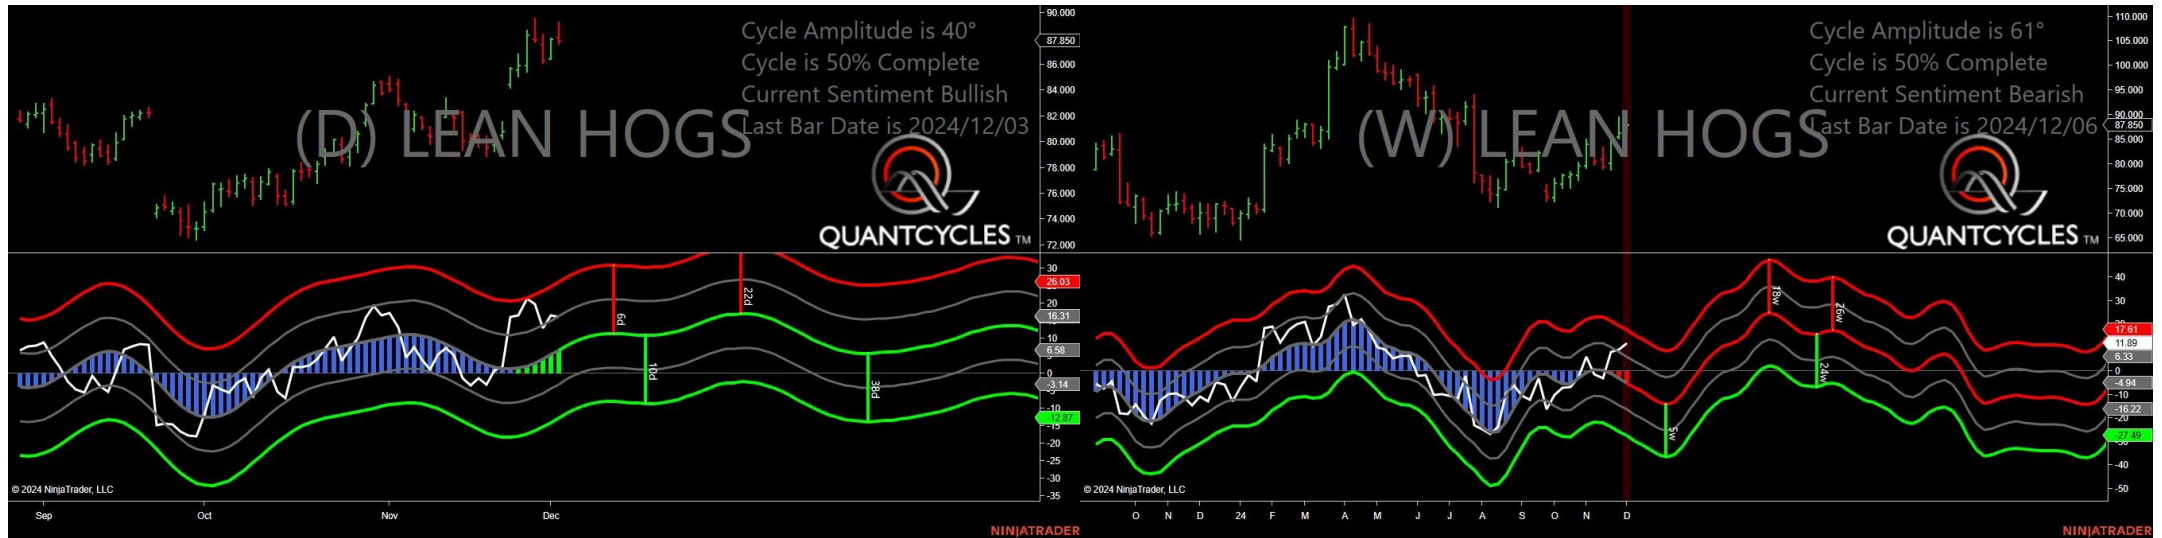 Cycle Amplitude is 40°
Cycle is 50% Complete
Current Sentiment Bullish
Last Bar Date is 2024/12/03
(D) LEAN HOGS
QUANTCYCLES TM
90.000
87.850
86.000
84.000
82.000
80.000
78.000
76.000
74.000
72.000
6d
10d
22d
38d
30
26.03
20
16.31
6.58
0
-3.14
-10
-12.87
-15
-20
-25
-30
-35
© 2024 NinjaTrader, LLC
Sep Oct Nov Dec
NINJATRADER
Cycle Amplitude is 61°
Cycle is 50% Complete
Current Sentiment Bearish
Last Bar Date is 2024/12/06
(W) LEAN HOGS
QUANTCYCLES TM
110.000
105.000
100.000
95.000
90.000
87.850
85.000
80.000
75.000
70.000
65.000
5w
18w
24w
26w
40
30
20
17.61
11.89
6.33
0
-4.94
-10
-16.22
-20
-27.49
-40
-50
© 2024 NinjaTrader, LLC
O N D 24 F M A M J J A S O N D
NINJATRADER